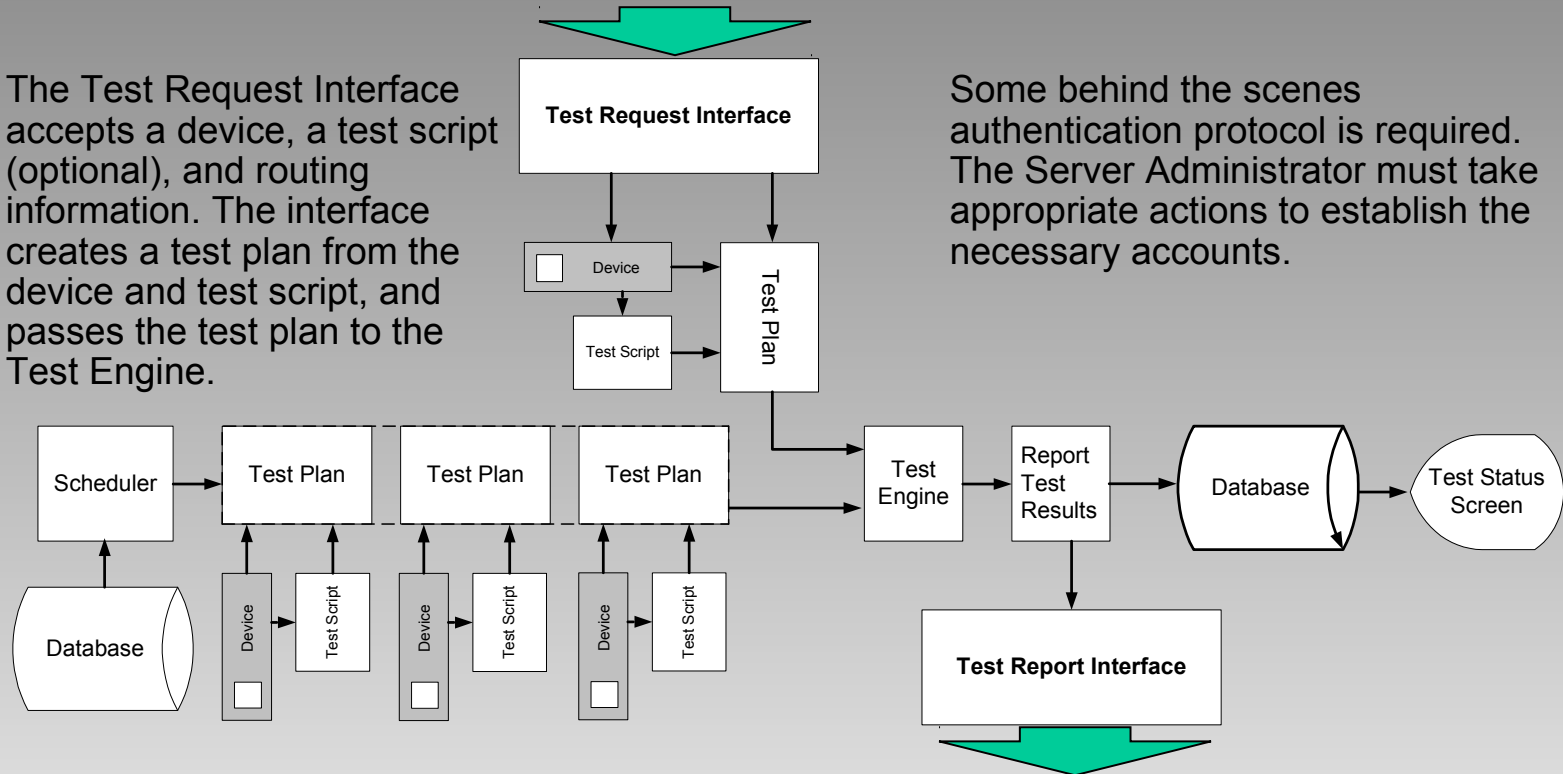 The Test Request Interface
accepts a device, a test script
(optional), and routing
information. The interface
creates a test plan from the
device and test script, and
passes the test plan to the
Test Engine.
Test Request Interface
Some behind the scenes
authentication protocol is required.
The Server Administrator must take
appropriate actions to establish the
necessary accounts.
Device
Test Script
Test Plan
Scheduler
Test Plan
Test Plan
Test Plan
Test
Engine
Report
Test
Results
Database
Test Status
Screen
Database
Device
Test Script
Device
Test Script
Device
Test Script
Test Report Interface